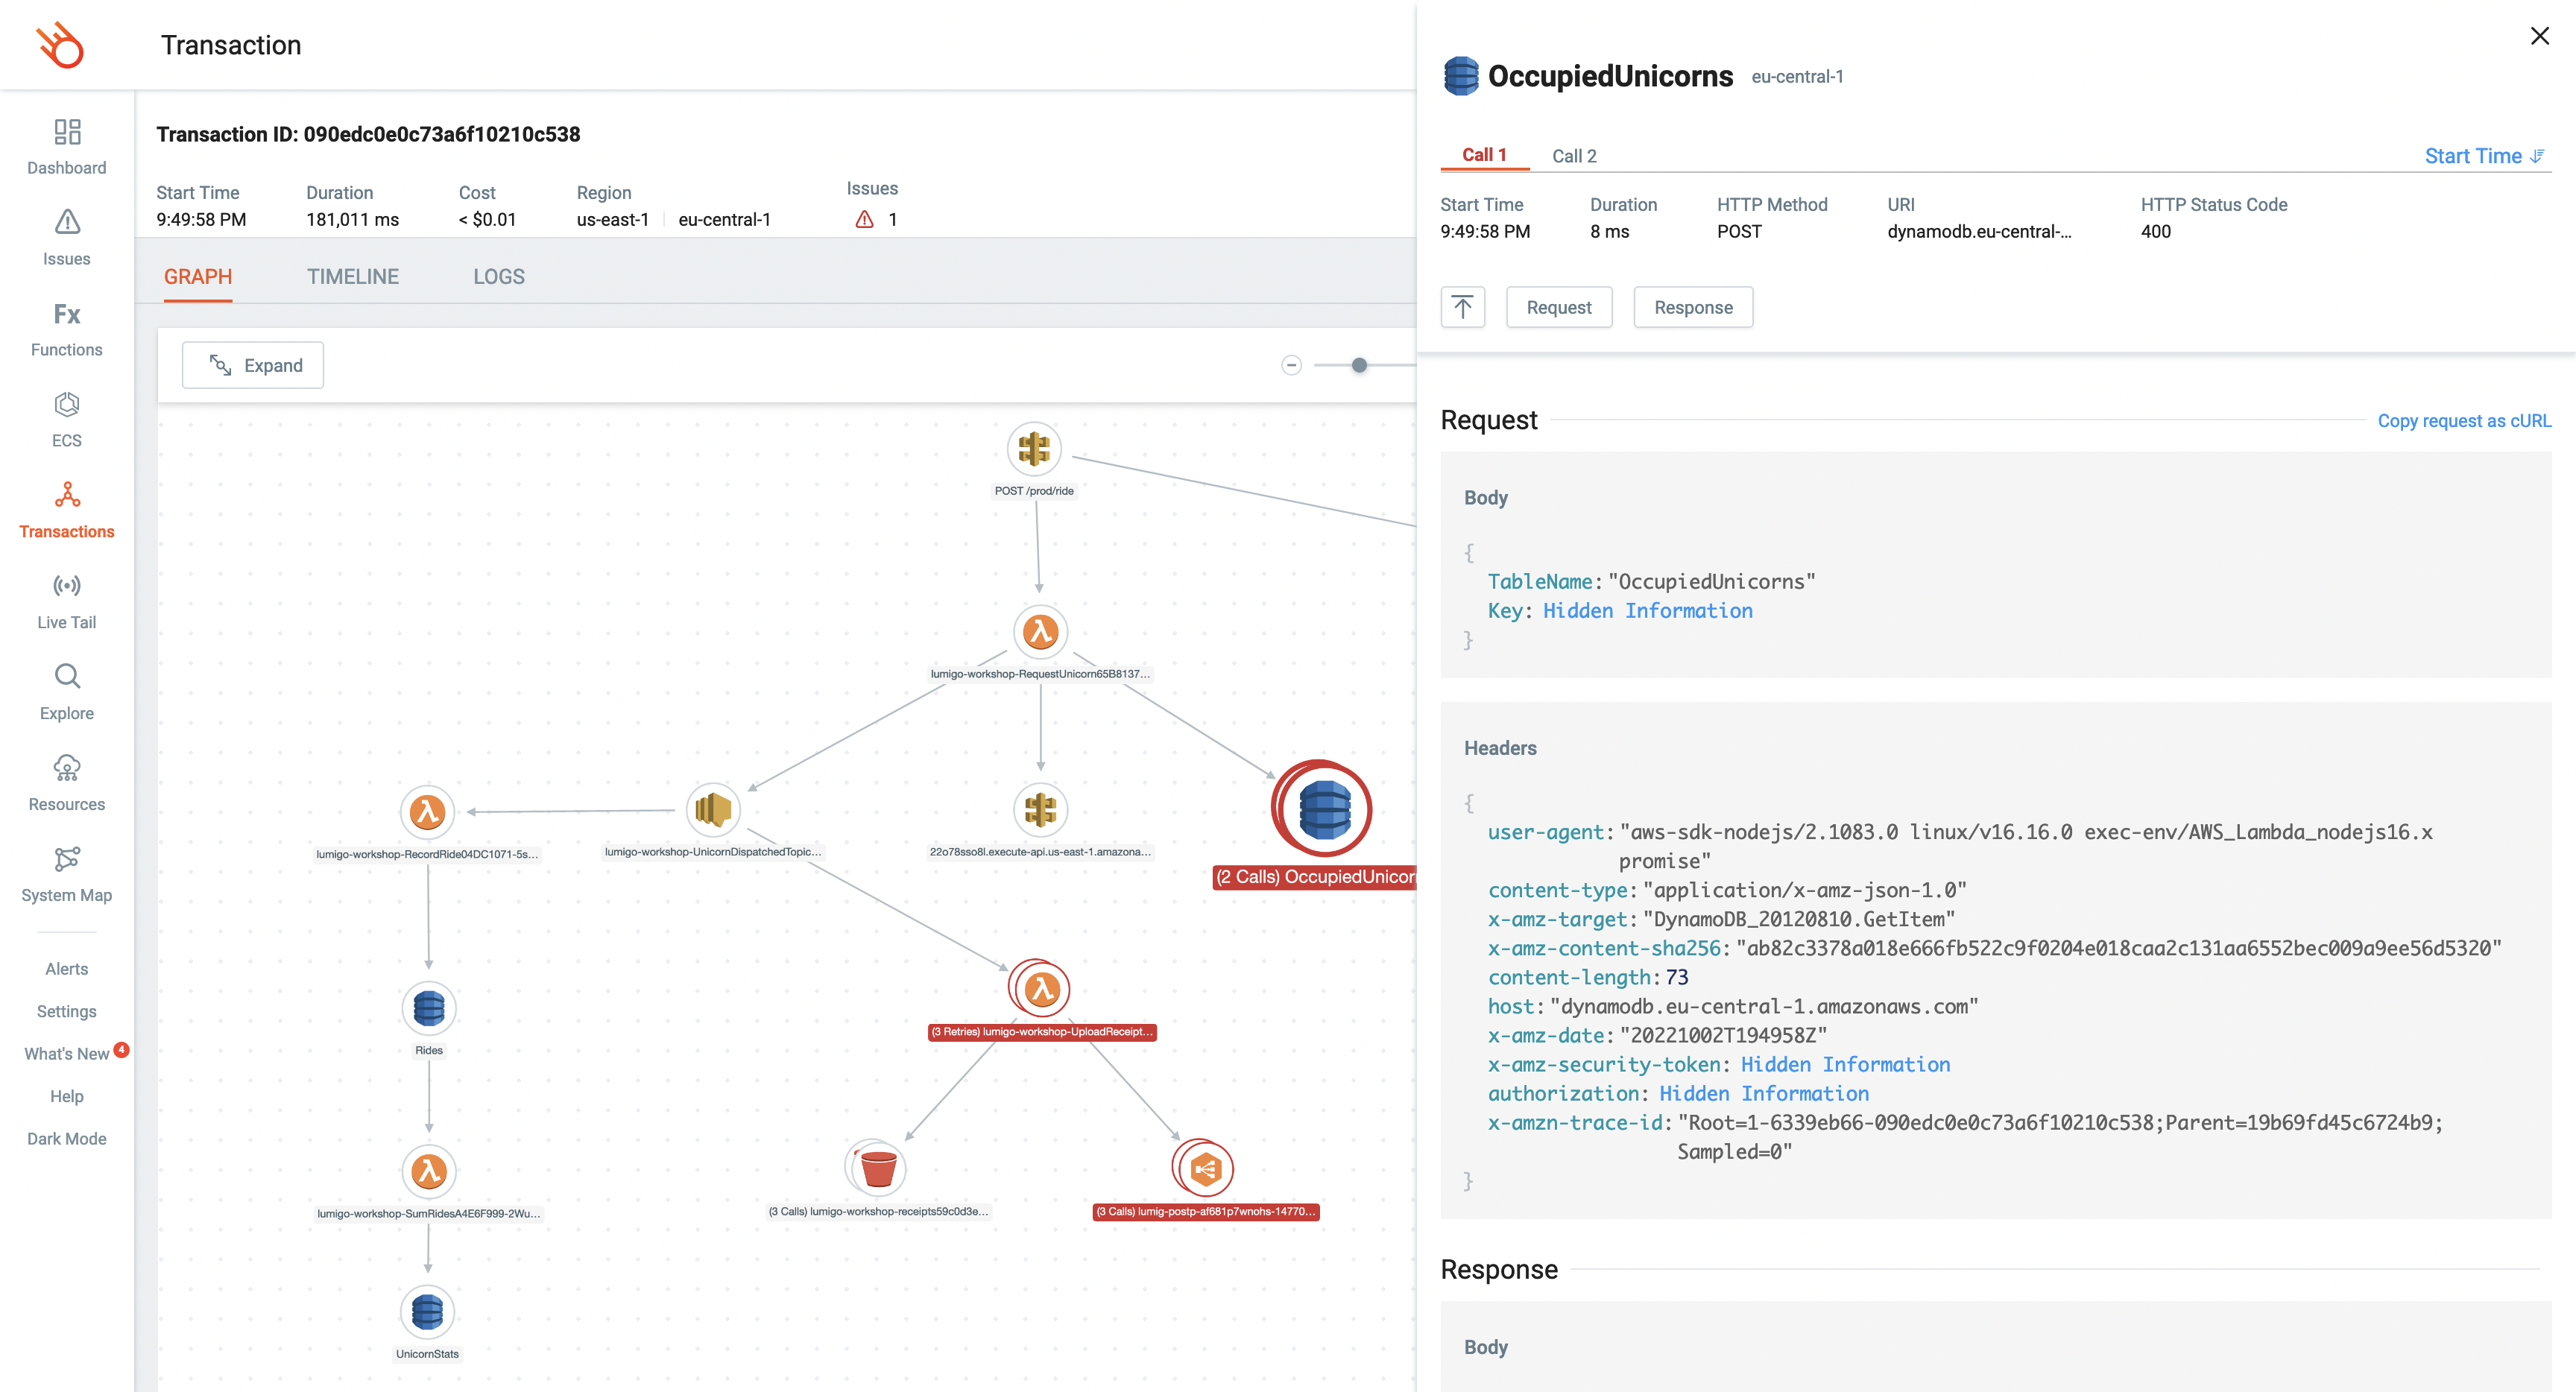 Transaction
Dashboard
Issues
Fx
Functions
ECS
Transactions
Live Tail
Explore
Resources
System Map
Alerts
Settings
What's New 4
Help
Dark Mode
Transaction ID: 090edc0e0c73a6f10210c538
Start Time Duration Cost Region Issues
9:49:58 PM 181,011 ms < $0.01 us-east-1 eu-central-1 1
GRAPH TIMELINE LOGS
Expand
POST /prod/ride
lumigo-workshop-RequestUnicorn65B8137...
lumigo-workshop-RecordRide04DC1071-5s...
lumigo-workshop-UnicornDispatchedTopic...
22o78sso8l.execute-api.us-east-1.amazona...
(2 Calls) OccupiedUnicorn
(3 Retries) lumigo-workshop-UploadReceipt...
Rides
(3 Calls) lumigo-workshop-receipts59c0d3e...
(3 Calls) lumig-postp-af681p7wnohs-14770...
lumigo-workshop-SumRidesA4E6F999-2Wu...
UnicornStats
OccupiedUnicorns eu-central-1
Call 1 Call 2 Start Time
Start Time Duration HTTP Method URI HTTP Status Code
9:49:58 PM 8 ms POST dynamodb.eu-central-... 400
Request Response
Request Copy request as cURL
Body
{
TableName: "OccupiedUnicorns"
Key: Hidden Information
}
Headers
{
user-agent: "aws-sdk-nodejs/2.1083.0 linux/v16.16.0 exec-env/AWS_Lambda_nodejs16.x
promise"
content-type: "application/x-amz-json-1.0"
x-amz-target: "DynamoDB_20120810.GetItem"
x-amz-content-sha256: "ab82c3378a018e666fb522c9f0204e018caa2c131aa6552bec009a9ee56d5320"
content-length: 73
host: "dynamodb.eu-central-1.amazonaws.com"
x-amz-date: "20221002T194958Z"
x-amz-security-token: Hidden Information
authorization: Hidden Information
x-amzn-trace-id: "Root=1-6339eb66-090edc0e0c73a6f10210c538;Parent=19b69fd45c6724b9;
Sampled=0"
}
Response
Body